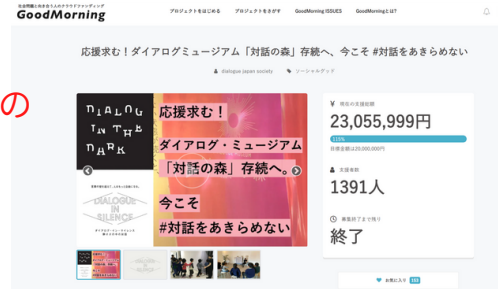 社会問題と向き合う人のクラウドファンディング
GoodMorning
プロジェクトをはじめる
プロジェクトをさがす
GoodMorning ISSUES
GoodMorningとは?
応援求む!ダイアログミュージアム「対話の森」存続へ、今こそ #対話をあきらめない
dialogue japan society
ソーシャルグッド
の
DIALOG
IN THE
DARK
DIALOGUE
IN
SILENCE
応援求む!
ダイアログ・ミュージアム
「対話の森」存続へ。
今こそ
#対話をあきらめない
現在の支援総額
23,055,999円
115%
目標金額は20,000,000円
支援者数
1391人
募集終了まで残り
終了
お気に入り